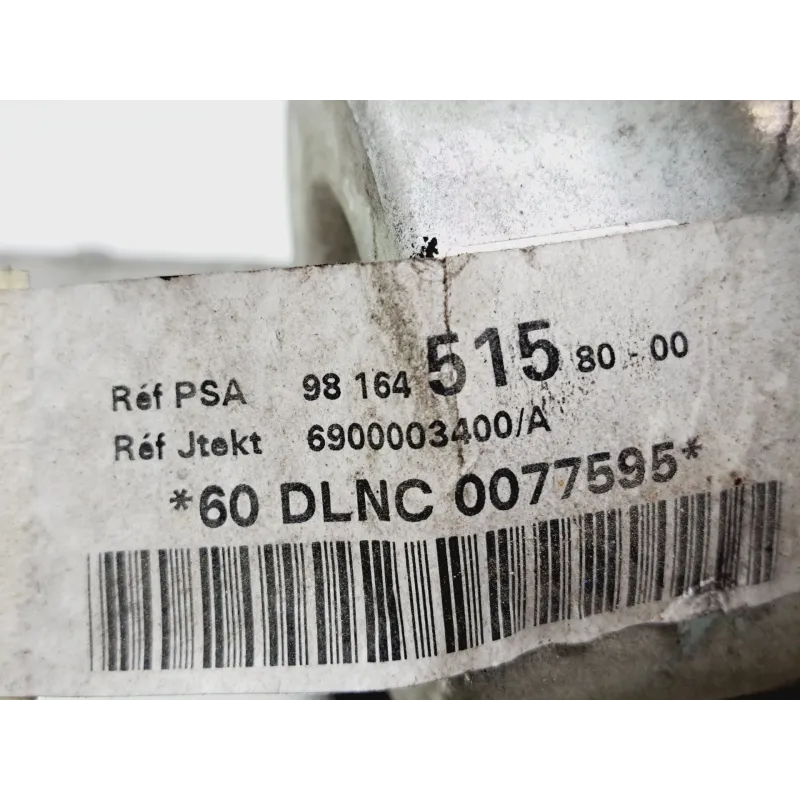 Réf PSA 98 164 515 80 - 00
Réf Jtekt 6900003400/A
*60 DLNC 0077595*